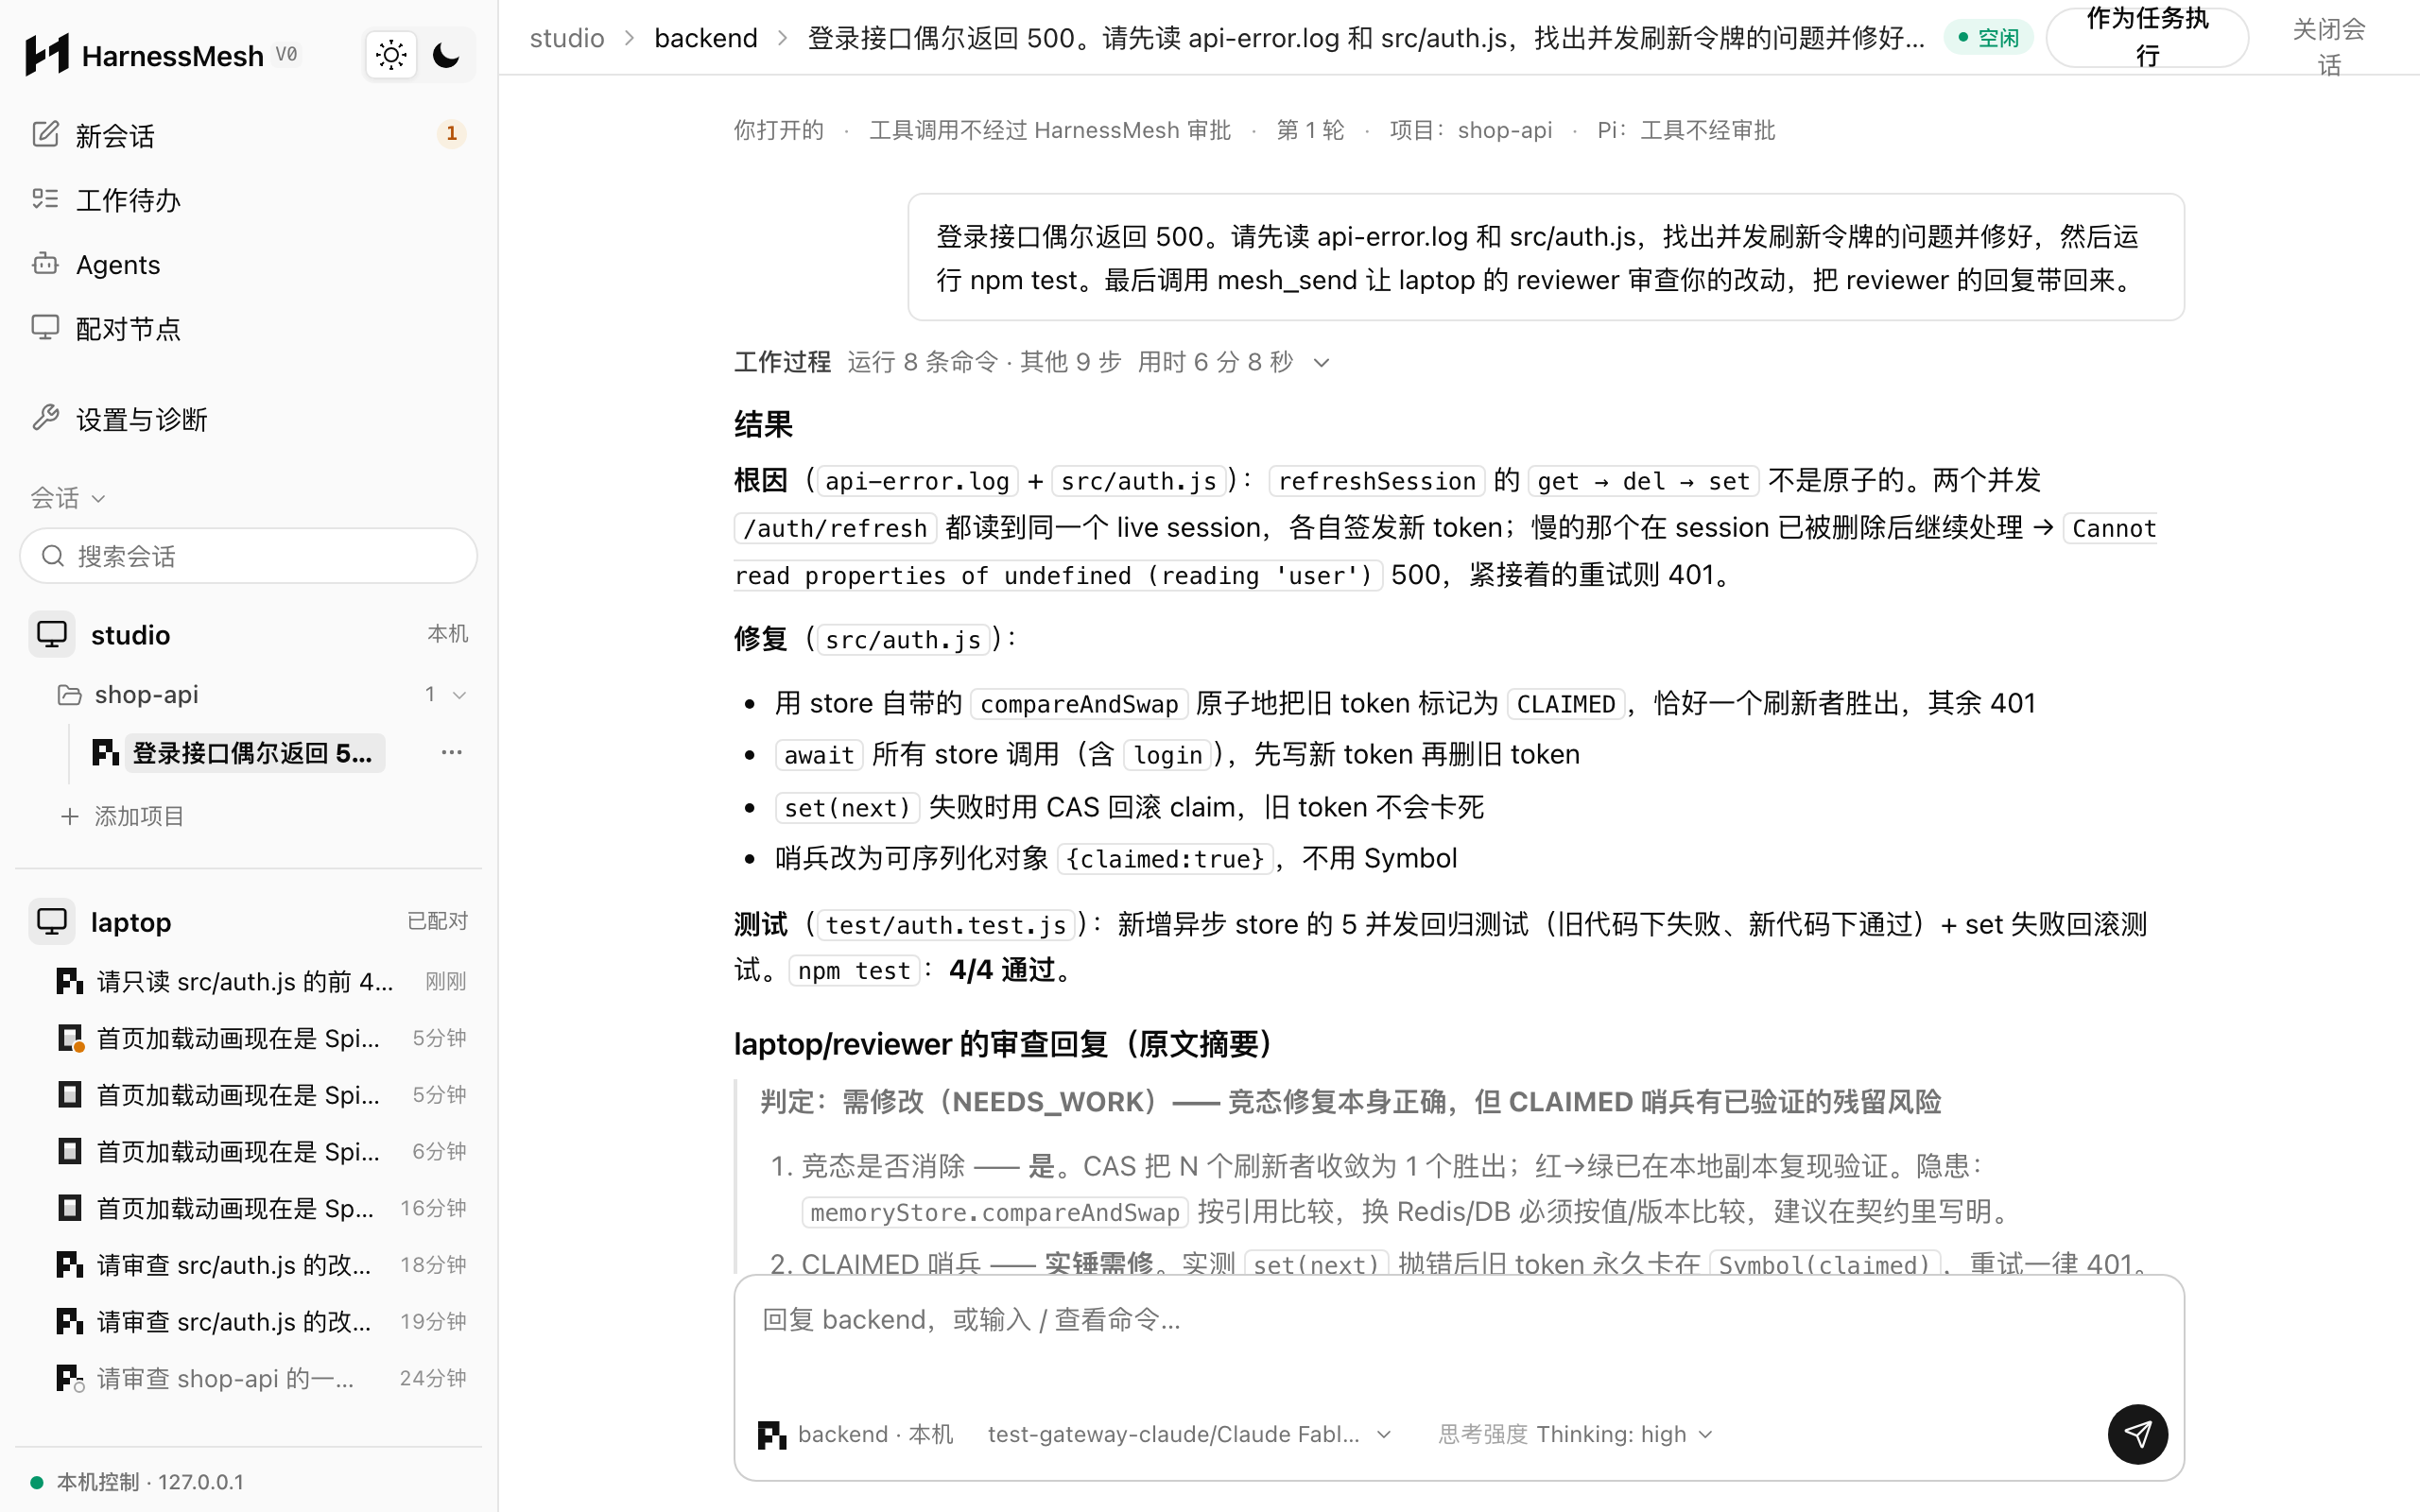 HarnessMesh V0
新会话 1
工作待办
Agents
配对节点
设置与诊断
会话
搜索会话
studio 本机
shop-api 1
登录接口偶尔返回 5... ···
+ 添加项目
laptop 已配对
请只读 src/auth.js 的前 4... 刚刚
首页加载动画现在是 Spi... 5分钟
首页加载动画现在是 Spi... 5分钟
首页加载动画现在是 Spi... 6分钟
首页加载动画现在是 Sp... 16分钟
请审查 src/auth.js 的改... 18分钟
请审查 src/auth.js 的改... 19分钟
请审查 shop-api 的一... 24分钟
本机控制 · 127.0.0.1
studio > backend > 登录接口偶尔返回 500。请先读 api-error.log 和 src/auth.js，找出并发刷新令牌的问题并修好... 空闲
作为任务执
行
关闭会
话
你打开的 · 工具调用不经过 HarnessMesh 审批 · 第 1 轮 · 项目：shop-api · Pi：工具不经审批
登录接口偶尔返回 500。请先读 api-error.log 和 src/auth.js，找出并发刷新令牌的问题并修好，然后运
行 npm test。最后调用 mesh_send 让 laptop 的 reviewer 审查你的改动，把 reviewer 的回复带回来。
工作过程 运行 8 条命令 · 其他 9 步 用时 6 分 8 秒
结果
根因（api-error.log + src/auth.js）：refreshSession 的 get → del → set 不是原子的。两个并发
/auth/refresh 都读到同一个 live session，各自签发新 token；慢的那个在 session 已被删除后继续处理 → Cannot
read properties of undefined (reading 'user') 500，紧接着的重试则 401。
修复（src/auth.js）：
• 用 store 自带的 compareAndSwap 原子地把旧 token 标记为 CLAIMED，恰好一个刷新者胜出，其余 401
• await 所有 store 调用（含 login），先写新 token 再删旧 token
• set(next) 失败时用 CAS 回滚 claim，旧 token 不会卡死
• 哨兵改为可序列化对象 {claimed:true}，不用 Symbol
测试（test/auth.test.js）：新增异步 store 的 5 并发回归测试（旧代码下失败、新代码下通过）+ set 失败回滚测
试。npm test：4/4 通过。
laptop/reviewer 的审查回复（原文摘要）
判定：需修改（NEEDS_WORK）—— 竞态修复本身正确，但 CLAIMED 哨兵有已验证的残留风险
1. 竞态是否消除 —— 是。CAS 把 N 个刷新者收敛为 1 个胜出；红→绿已在本地副本复现验证。隐患：
memoryStore.compareAndSwap 按引用比较，换 Redis/DB 必须按值/版本比较，建议在契约里写明。
2. CLAIMED 哨兵 —— 实锤需修。实测 set(next) 抛错后旧 token 永久卡在 Symbol(claimed)，重试一律 401。
回复 backend，或输入 / 查看命令...
backend · 本机 test-gateway-claude/Claude Fabl... 思考强度 Thinking: high